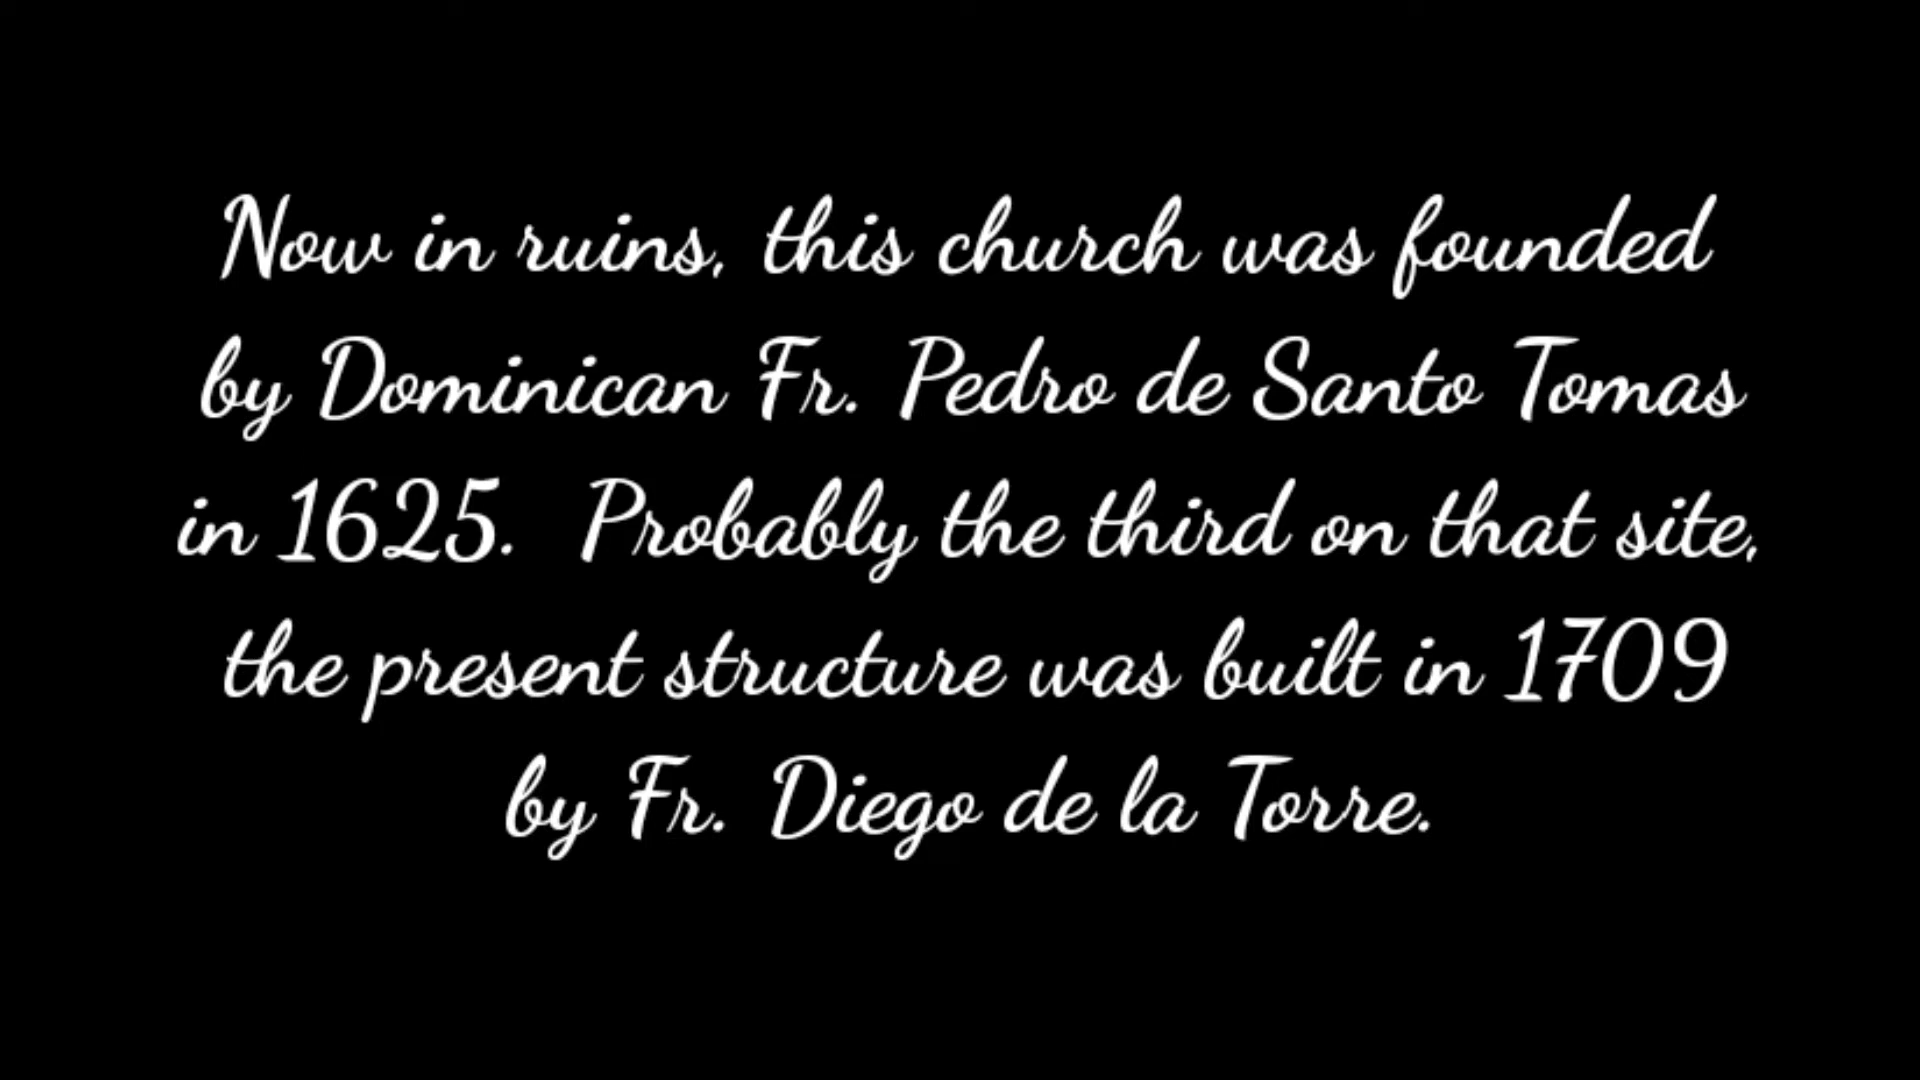 Now in ruins, this church was founded
by Dominican Fr. Pedro de Santo Tomas
in 1625. Probably the third on that site,
the present structure was built in 1709
by Fr. Diego de la Torre.